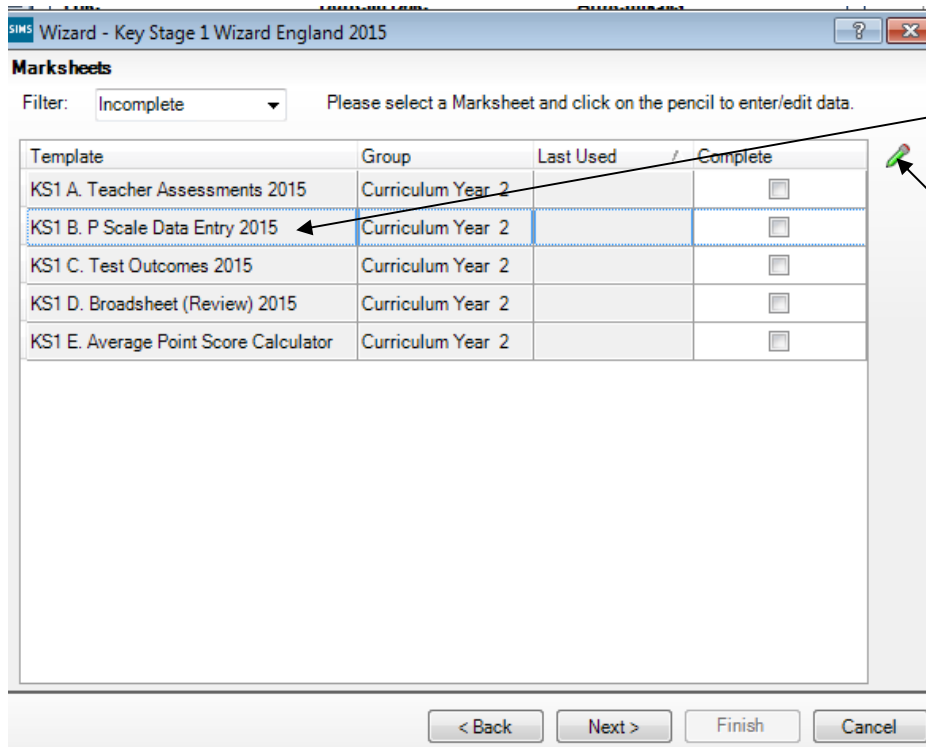 SIMS Wizard - Key Stage 1 Wizard England 2015 ?
Marksheets
Filter: Incomplete Please select a Marksheet and click on the pencil to enter/edit data.
Template Group Last Used / Complete
KS1 A. Teacher Assessments 2015 Curriculum Year 2
KS1 B. P Scale Data Entry 2015 Curriculum Year 2
KS1 C. Test Outcomes 2015 Curriculum Year 2
KS1 D. Broadsheet (Review) 2015 Curriculum Year 2
KS1 E. Average Point Score Calculator Curriculum Year 2
< Back Next > Finish Cancel